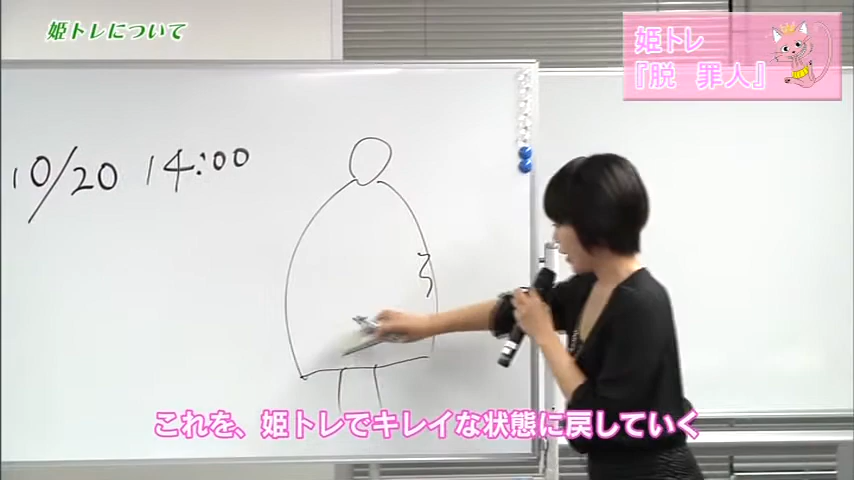 姫トレについて
姫トレ
『脱 罪人』
10/20 14:00
これを、姫トレでキレイな状態に戻していく